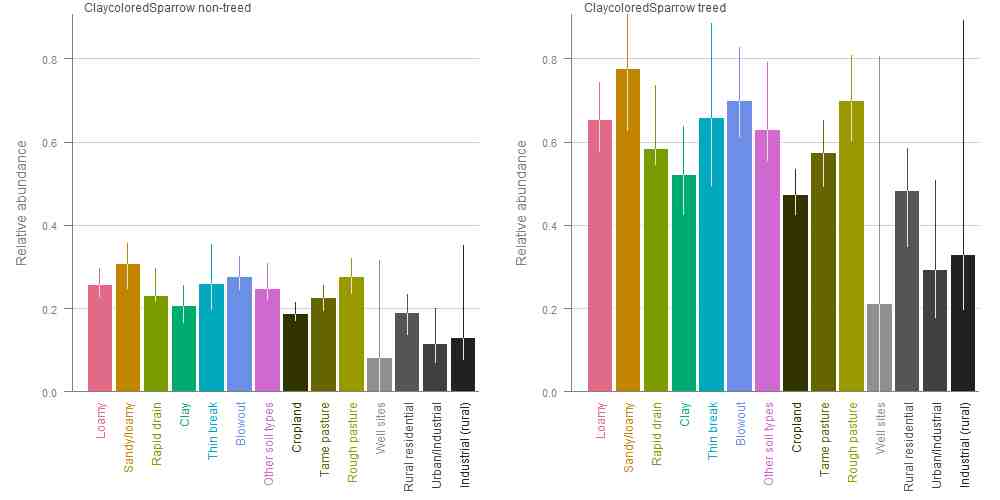 ClaycoloredSparrow non-treed
Relative abundance
0.8
0.6
0.4
0.2
0.0
Loamy
Sandy/loamy
Rapid drain
Clay
Thin break
Blowout
Other soil types
Cropland
Tame pasture
Rough pasture
Well sites
Rural residential
Urban/Industrial
Industrial (rural)
ClaycoloredSparrow treed
Relative abundance
0.8
0.6
0.4
0.2
0.0
Loamy
Sandy/loamy
Rapid drain
Clay
Thin break
Blowout
Other soil types
Cropland
Tame pasture
Rough pasture
Well sites
Rural residential
Urban/Industrial
Industrial (rural)